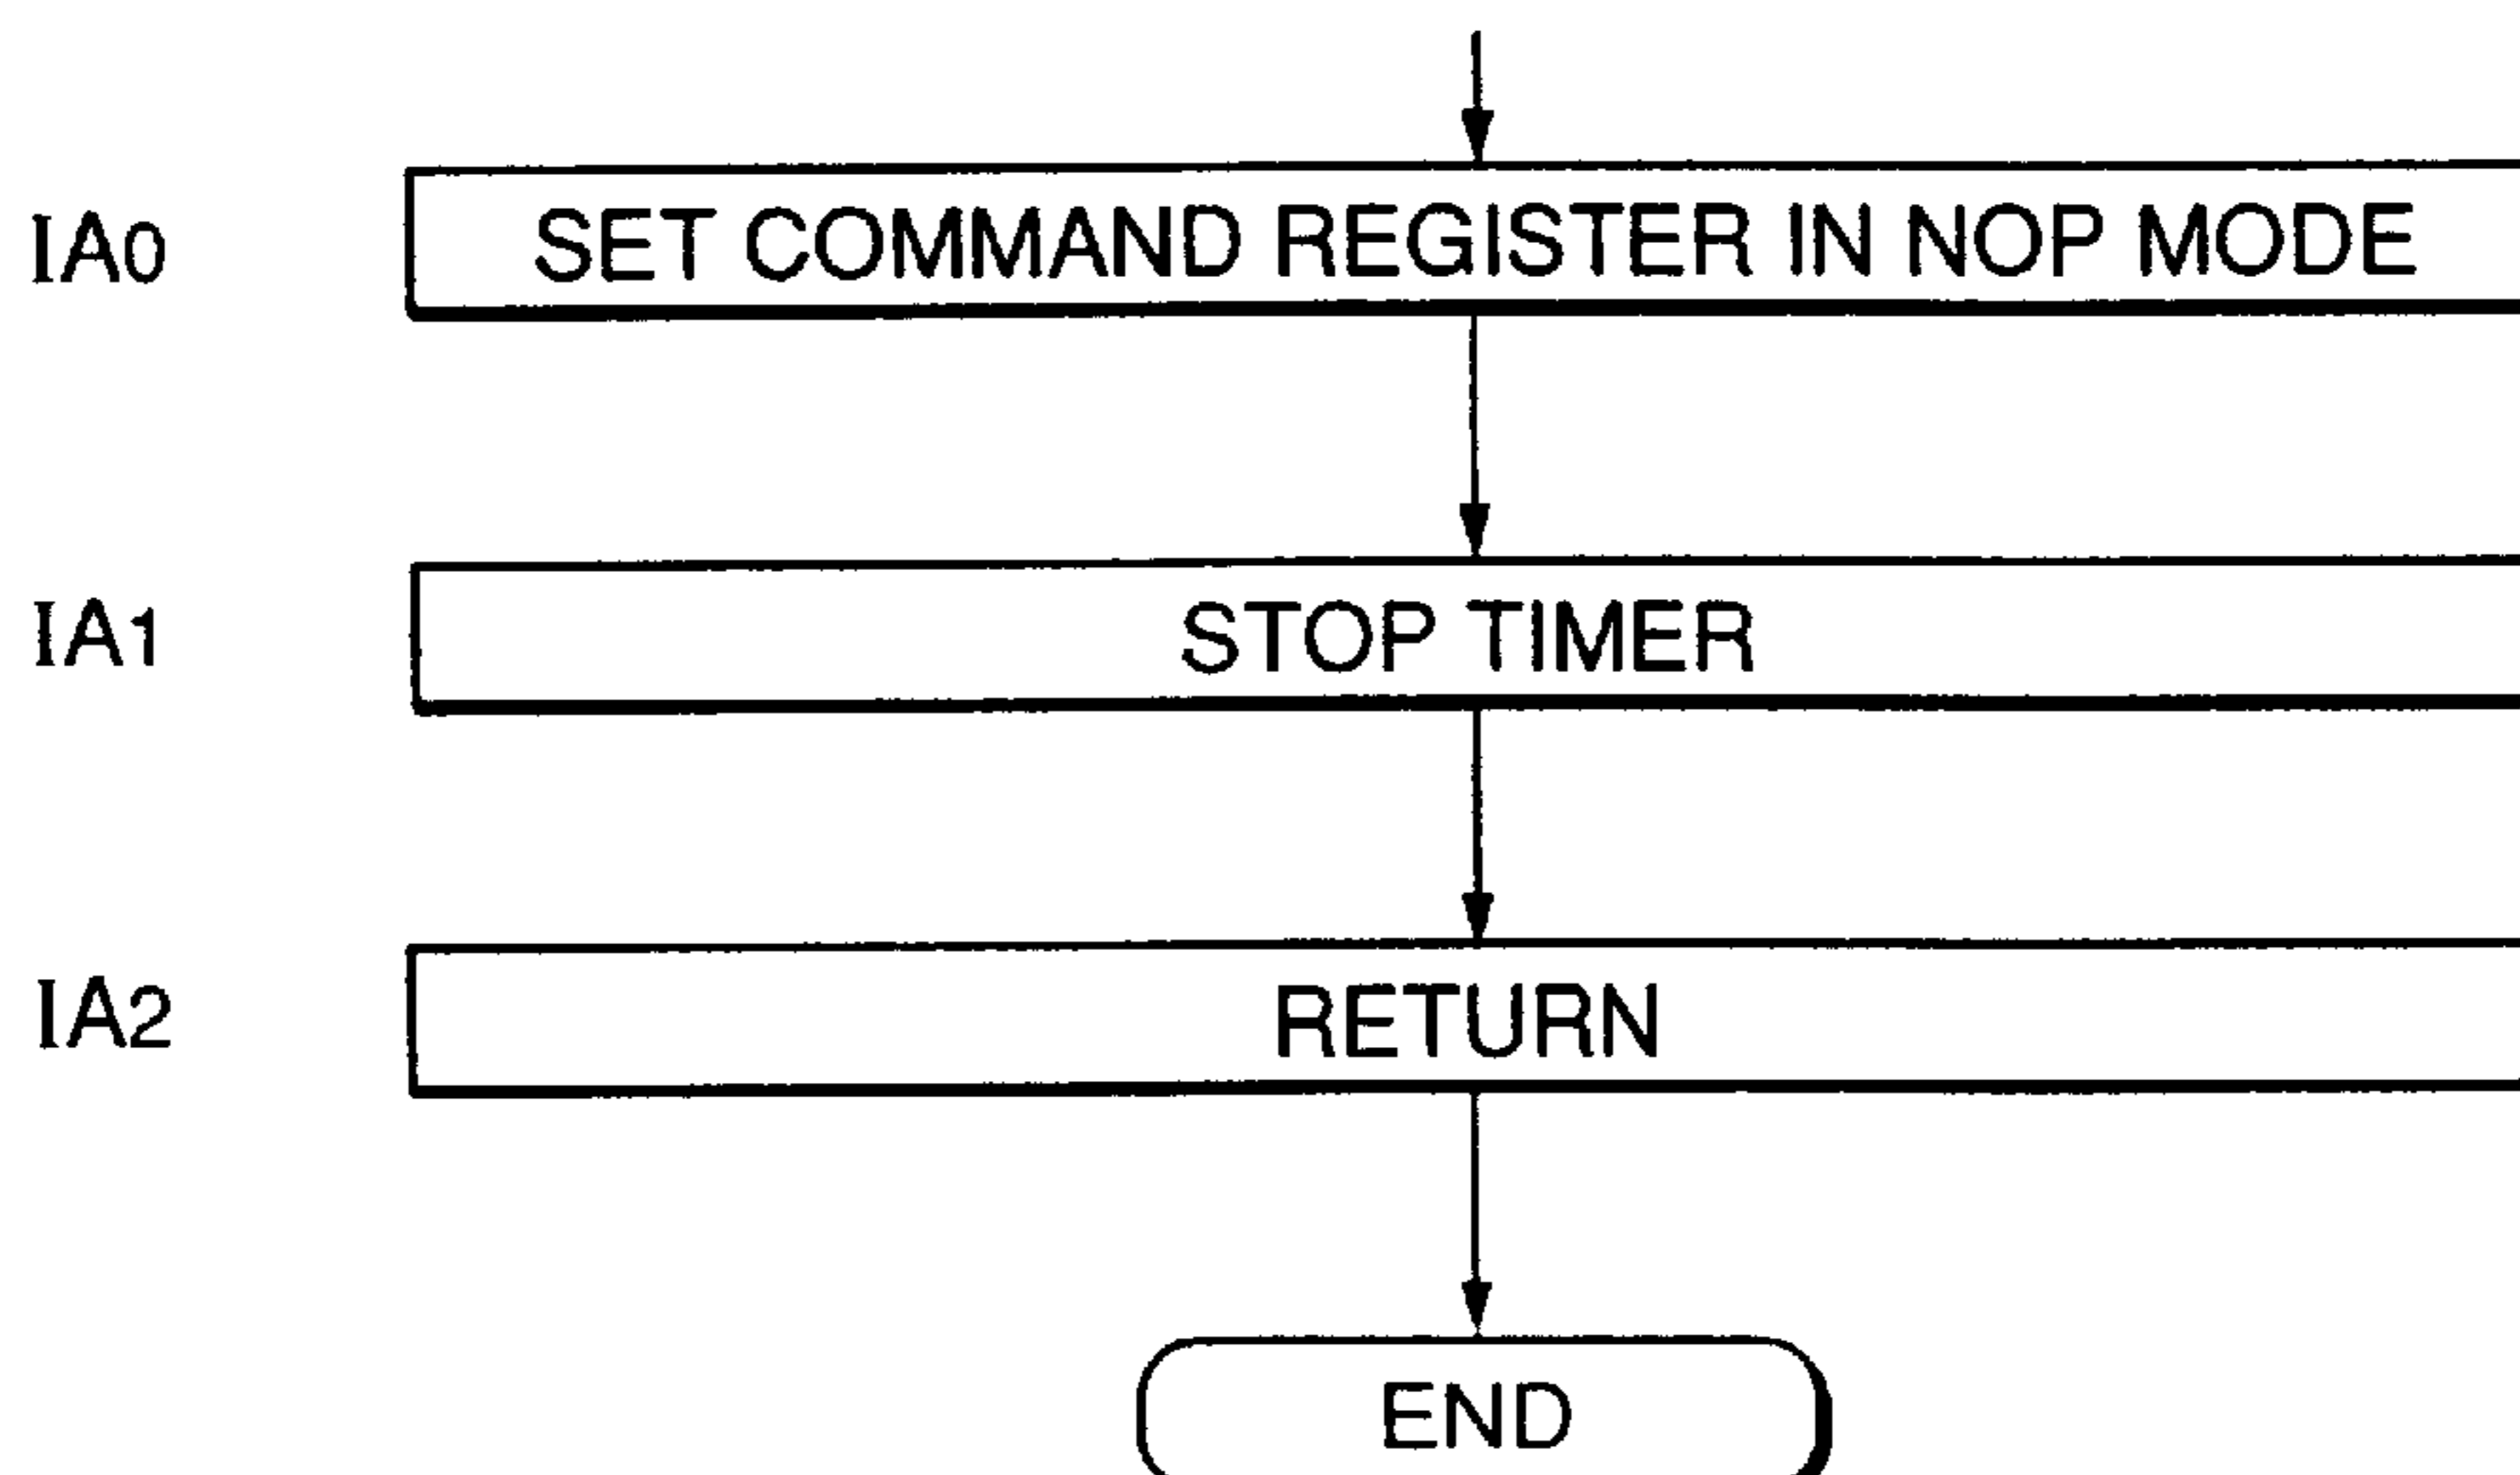 IA0 SET COMMAND REGISTER IN NOP MODE
IA1 STOP TIMER
IA2 RETURN
END